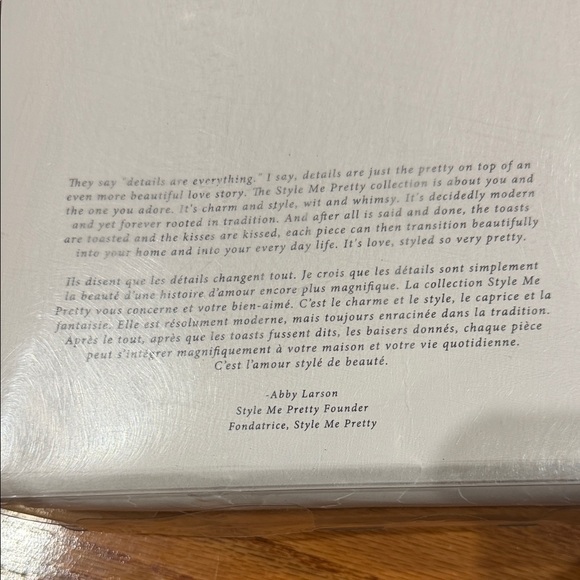 They say "details are everything." I say, details are just the pretty on top of an
even more beautiful love story. The Style Me Pretty collection is about you and
the one you adore. It's charm and style, wit and whimsy. It's decidedly modern
and yet forever rooted in tradition. And after all is said and done, the toasts
are toasted and the kisses are kissed, each piece can then transition beautifully
into your home and into your every day life. It's love, styled so very pretty.
Ils disent que les détails changent tout. Je crois que les détails sont simplement
la beauté d'une histoire d'amour encore plus magnifique. La collection Style Me
Pretty vous concerne et votre bien-aimé. C'est le charme et le style, le caprice et la
fantaisie. Elle est résolument moderne, mais toujours enracinée dans la tradition.
Après le tout, après que les toasts fussent dits, les baisers donnés, chaque pièce
peut s'intégrer magnifiquement à votre maison et votre vie quotidienne.
C'est l'amour stylé de beauté.
-Abby Larson
Style Me Pretty Founder
Fondatrice, Style Me Pretty